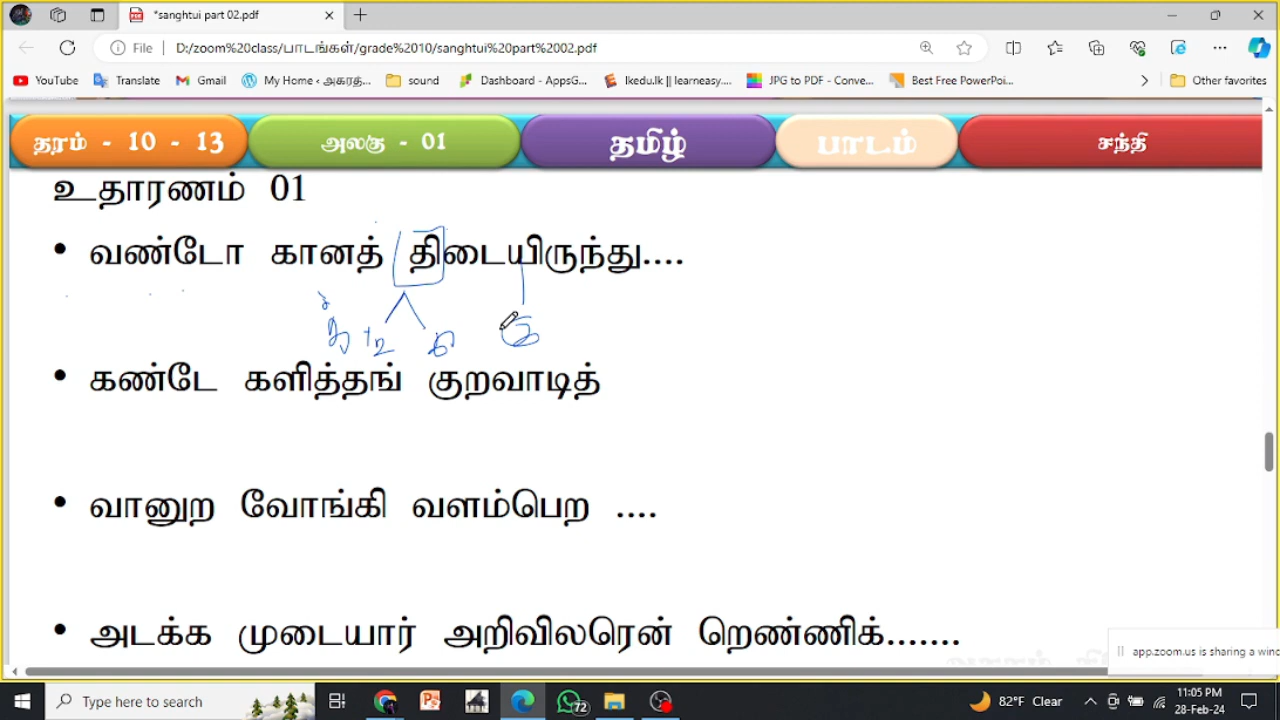 *sanghtui part 02.pdf
File D:/zoom%20class/பாடங்கள்/grade%2010/sanghtui%20part%2002.pdf
YouTube Translate Gmail My Home ‹ அகரத்... sound Dashboard - AppsG... lkedu.lk || learneasy.... JPG to PDF - Conve... Best Free PowerPoi... Other favorites
தரம் - 10 - 13 அலகு - 01 தமிழ் பாடம் சந்தி
உதாரணம் 01
• வண்டோ கானத் திடையிருந்து....
• கண்டே களித்தங் குறவாடித்
• வானுற வோங்கி வளம்பெற ....
• அடக்க முடையார் அறிவிலரென் றெண்ணிக்.......
app.zoom.us is sharing a wind
Type here to search 72 82°F Clear 11:05 PM
28-Feb-24